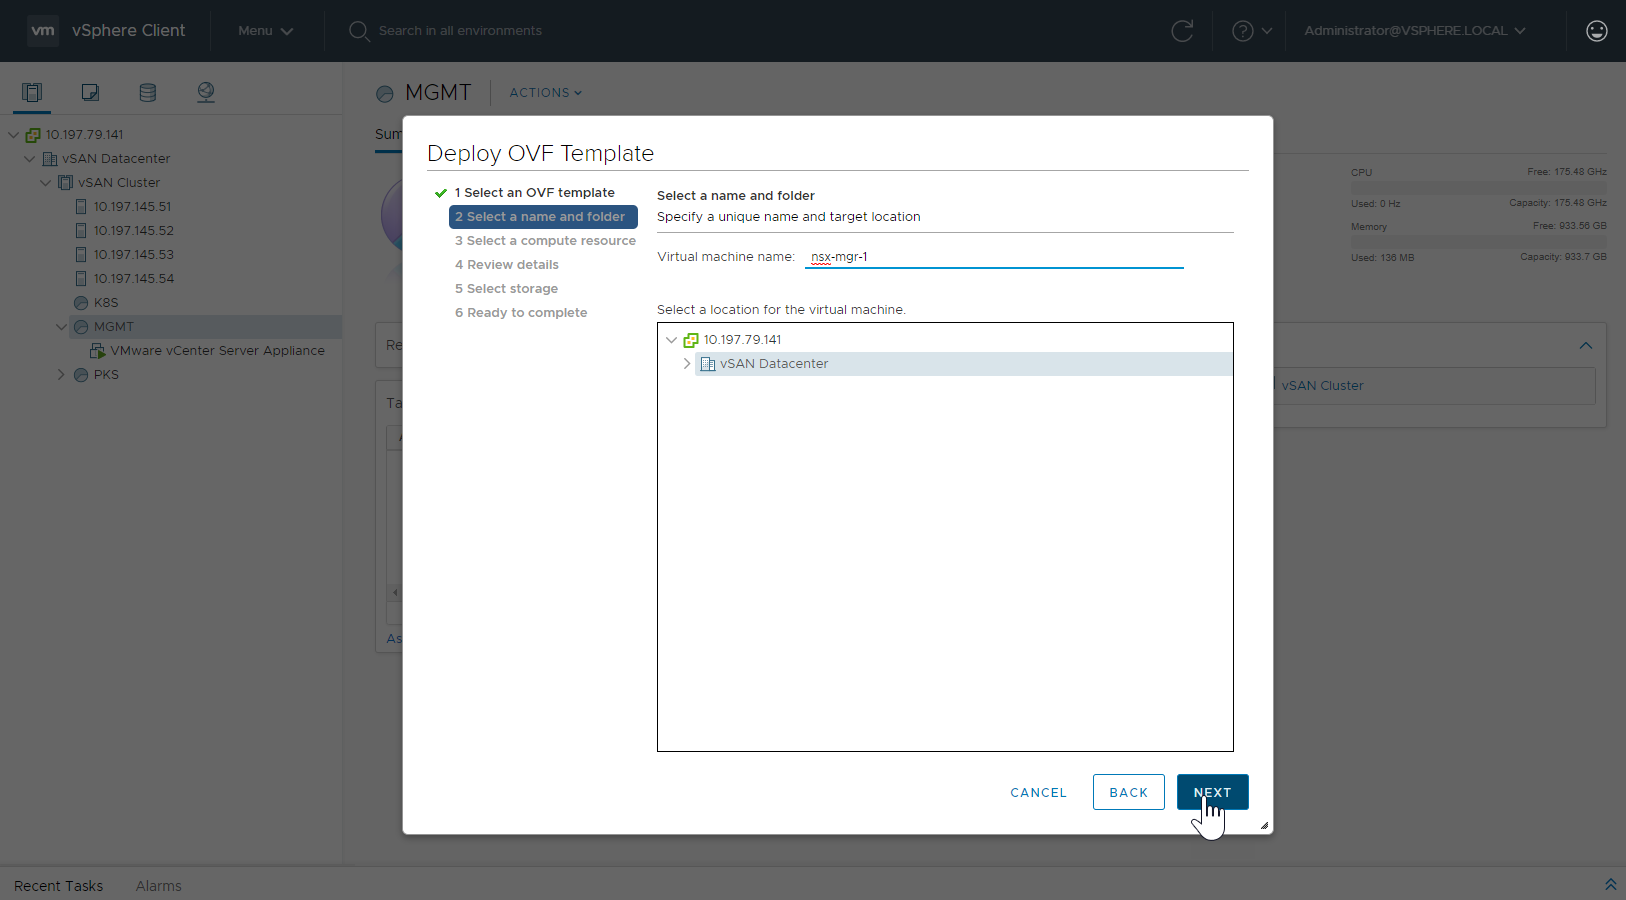 vm vSphere Client Menu Search in all environments Administrator@VSPHERE.LOCAL
MGMT ACTIONS
10.197.79.141
vSAN Datacenter
vSAN Cluster
10.197.145.51
10.197.145.52
10.197.145.53
10.197.145.54
K8S
MGMT
VMware vCenter Server Appliance
PKS
Sum
Re
Ta
As
Deploy OVF Template
1 Select an OVF template
2 Select a name and folder
3 Select a compute resource
4 Review details
5 Select storage
6 Ready to complete
Select a name and folder
Specify a unique name and target location
Virtual machine name: nsx-mgr-1
Select a location for the virtual machine.
10.197.79.141
vSAN Datacenter
CANCEL BACK NEXT
CPU Free: 175.48 GHz
Used: 0 Hz Capacity: 175.48 GHz
Memory Free: 933.56 GB
Used: 136 MB Capacity: 933.7 GB
vSAN Cluster
Recent Tasks Alarms